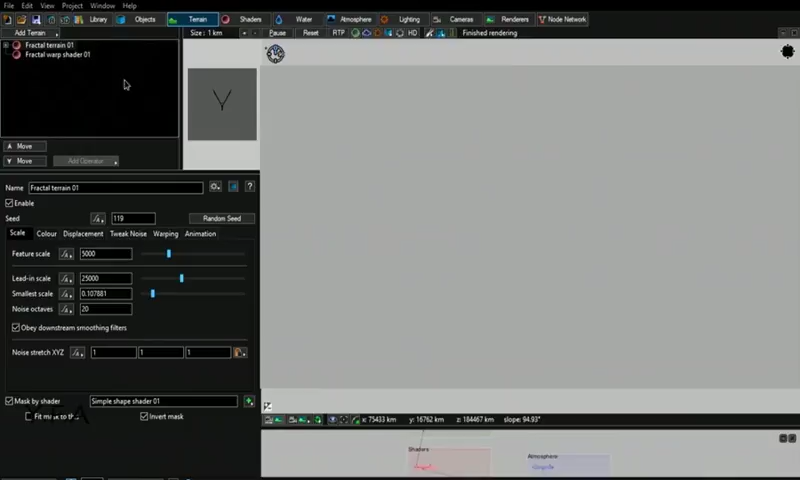 File Edit View Project Window Help
Library Objects Terrain Shaders Water Atmosphere Lighting Cameras Renderers Node Network
Add Terrain Size: 1 km Pause Reset RTP HD Finished rendering
Fractal terrain 01
Fractal warp shader 01
Y
Move
Move Add Operator
Name Fractal terrain 01 ?
Enable
Seed 119 Random Seed
Scale Colour Displacement Tweak Noise Warping Animation
Feature scale 5000
Lead-in scale 25000
Smallest scale 0.107881
Noise octaves 20
Obey downstream smoothing filters
Noise stretch XYZ 1 1 1
Mask by shader Simple shape shader 01
Fit mask to Invert mask
x: 75433 km y: 16762 km z: 184467 km slope: 94.93°
Shaders
Atmosphere